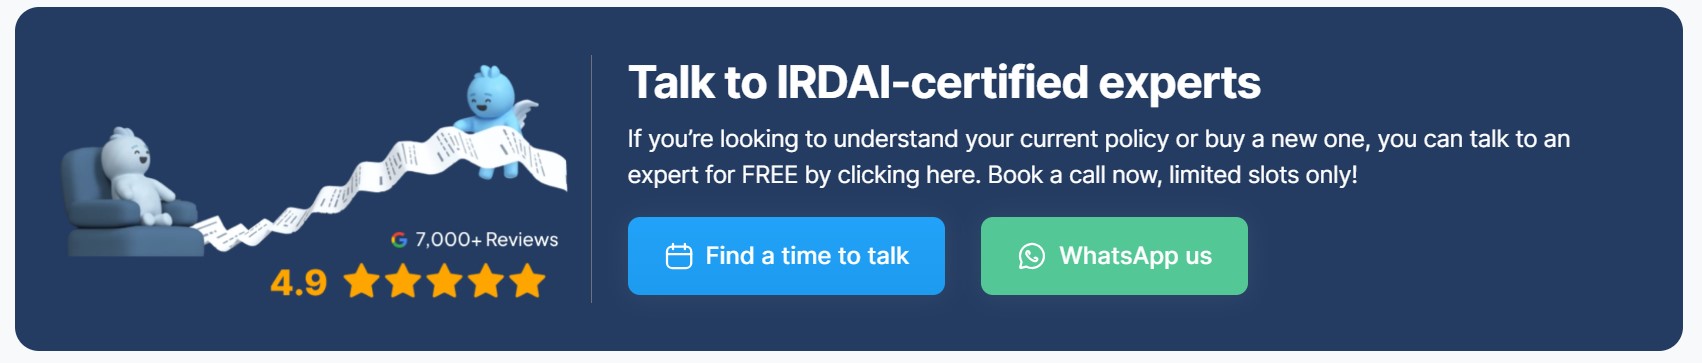 Talk to IRDAI-certified experts
If you’re looking to understand your current policy or buy a new one, you can talk to an
expert for FREE by clicking here. Book a call now, limited slots only!
7,000+ Reviews
4.9
Find a time to talk
WhatsApp us